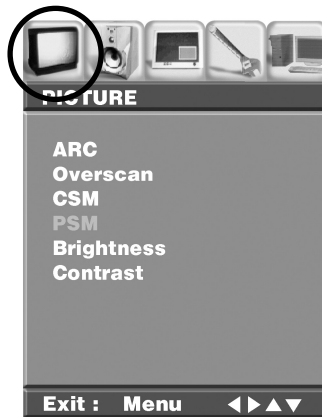 PICTURE
ARC
Overscan
CSM
PSM
Brightness
Contrast
Exit : Menu ◀▶▲▼